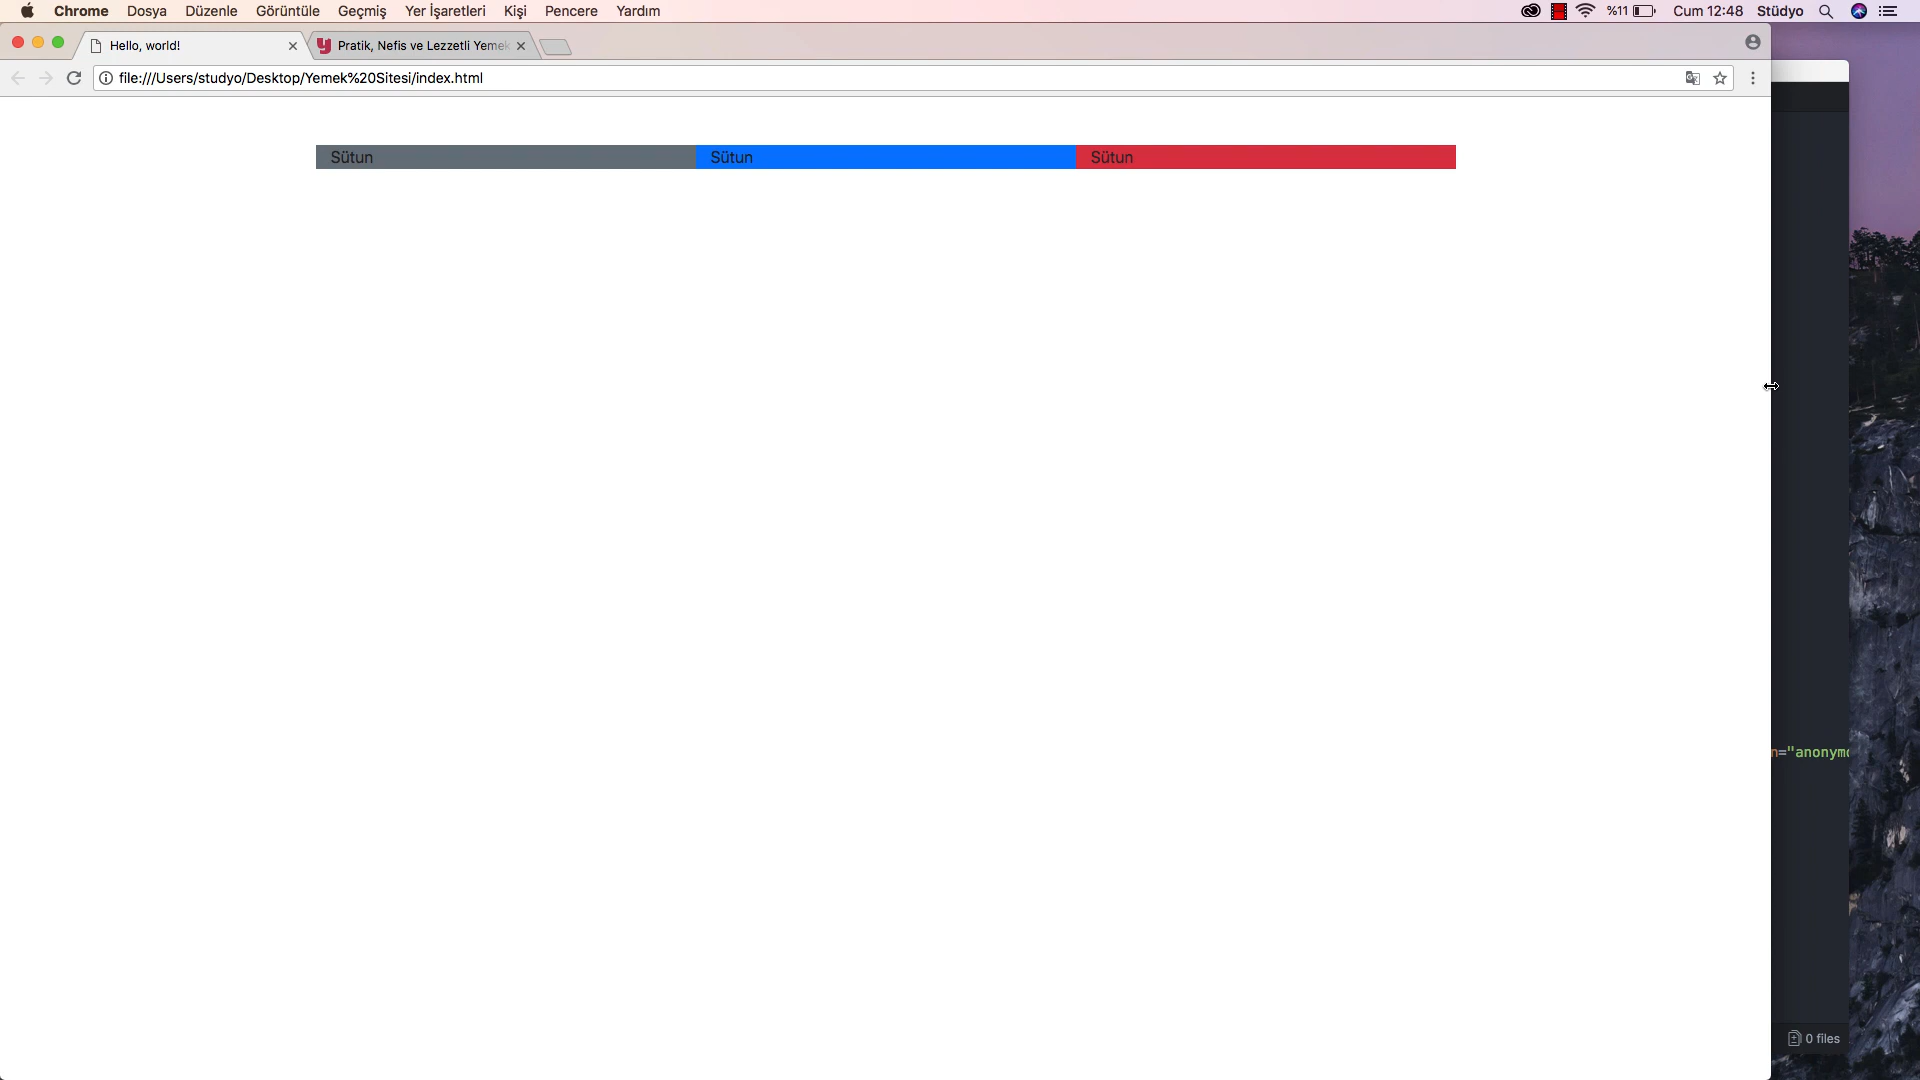 Chrome Dosya Düzenle Görüntüle Geçmiş Yer İşaretleri Kişi Pencere Yardım %11 Cum 12:48 Stüdyo
Hello, world! Pratik, Nefis ve Lezzetli Yemek
file:///Users/studyo/Desktop/Yemek%20Sitesi/index.html
Sütun Sütun Sütun
n="anonymo
0 files